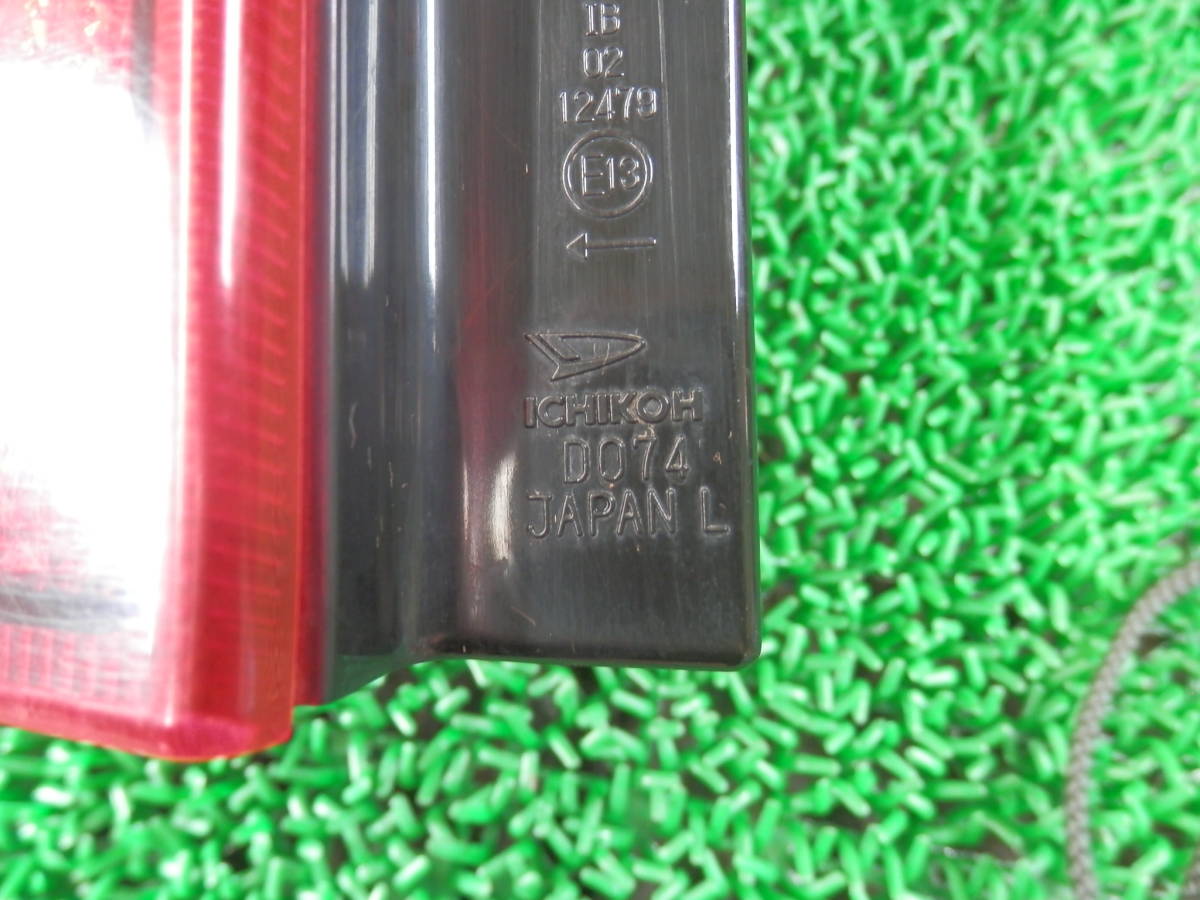 IB
02
12479
E13
ICHIKOH
D074
JAPAN L